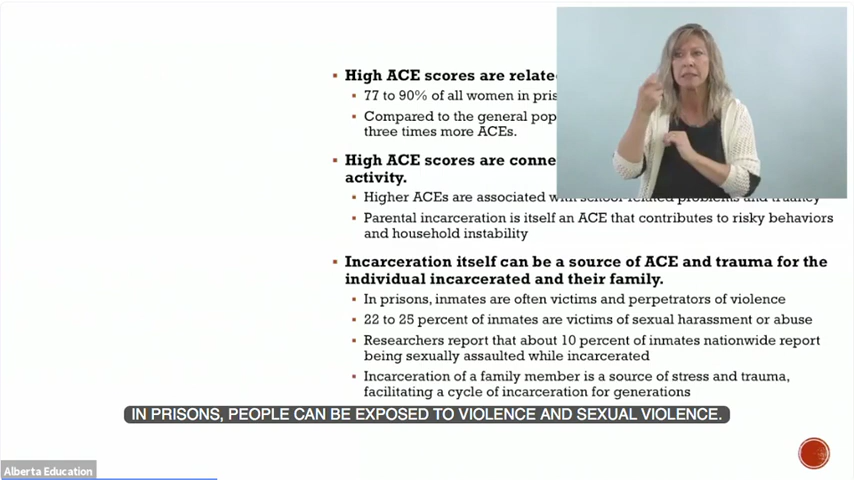 High ACE scores are relate
77 to 90% of all women in pris
Compared to the general pop
three times more ACEs.
High ACE scores are conne
activity.
Higher ACEs are associated with school-related problems and truancy
Parental incarceration is itself an ACE that contributes to risky behaviors
and household instability
Incarceration itself can be a source of ACE and trauma for the
individual incarcerated and their family.
In prisons, inmates are often victims and perpetrators of violence
22 to 25 percent of inmates are victims of sexual harassment or abuse
Researchers report that about 10 percent of inmates nationwide report
being sexually assaulted while incarcerated
Incarceration of a family member is a source of stress and trauma,
facilitating a cycle of incarceration for generations
IN PRISONS, PEOPLE CAN BE EXPOSED TO VIOLENCE AND SEXUAL VIOLENCE.
Alberta Education